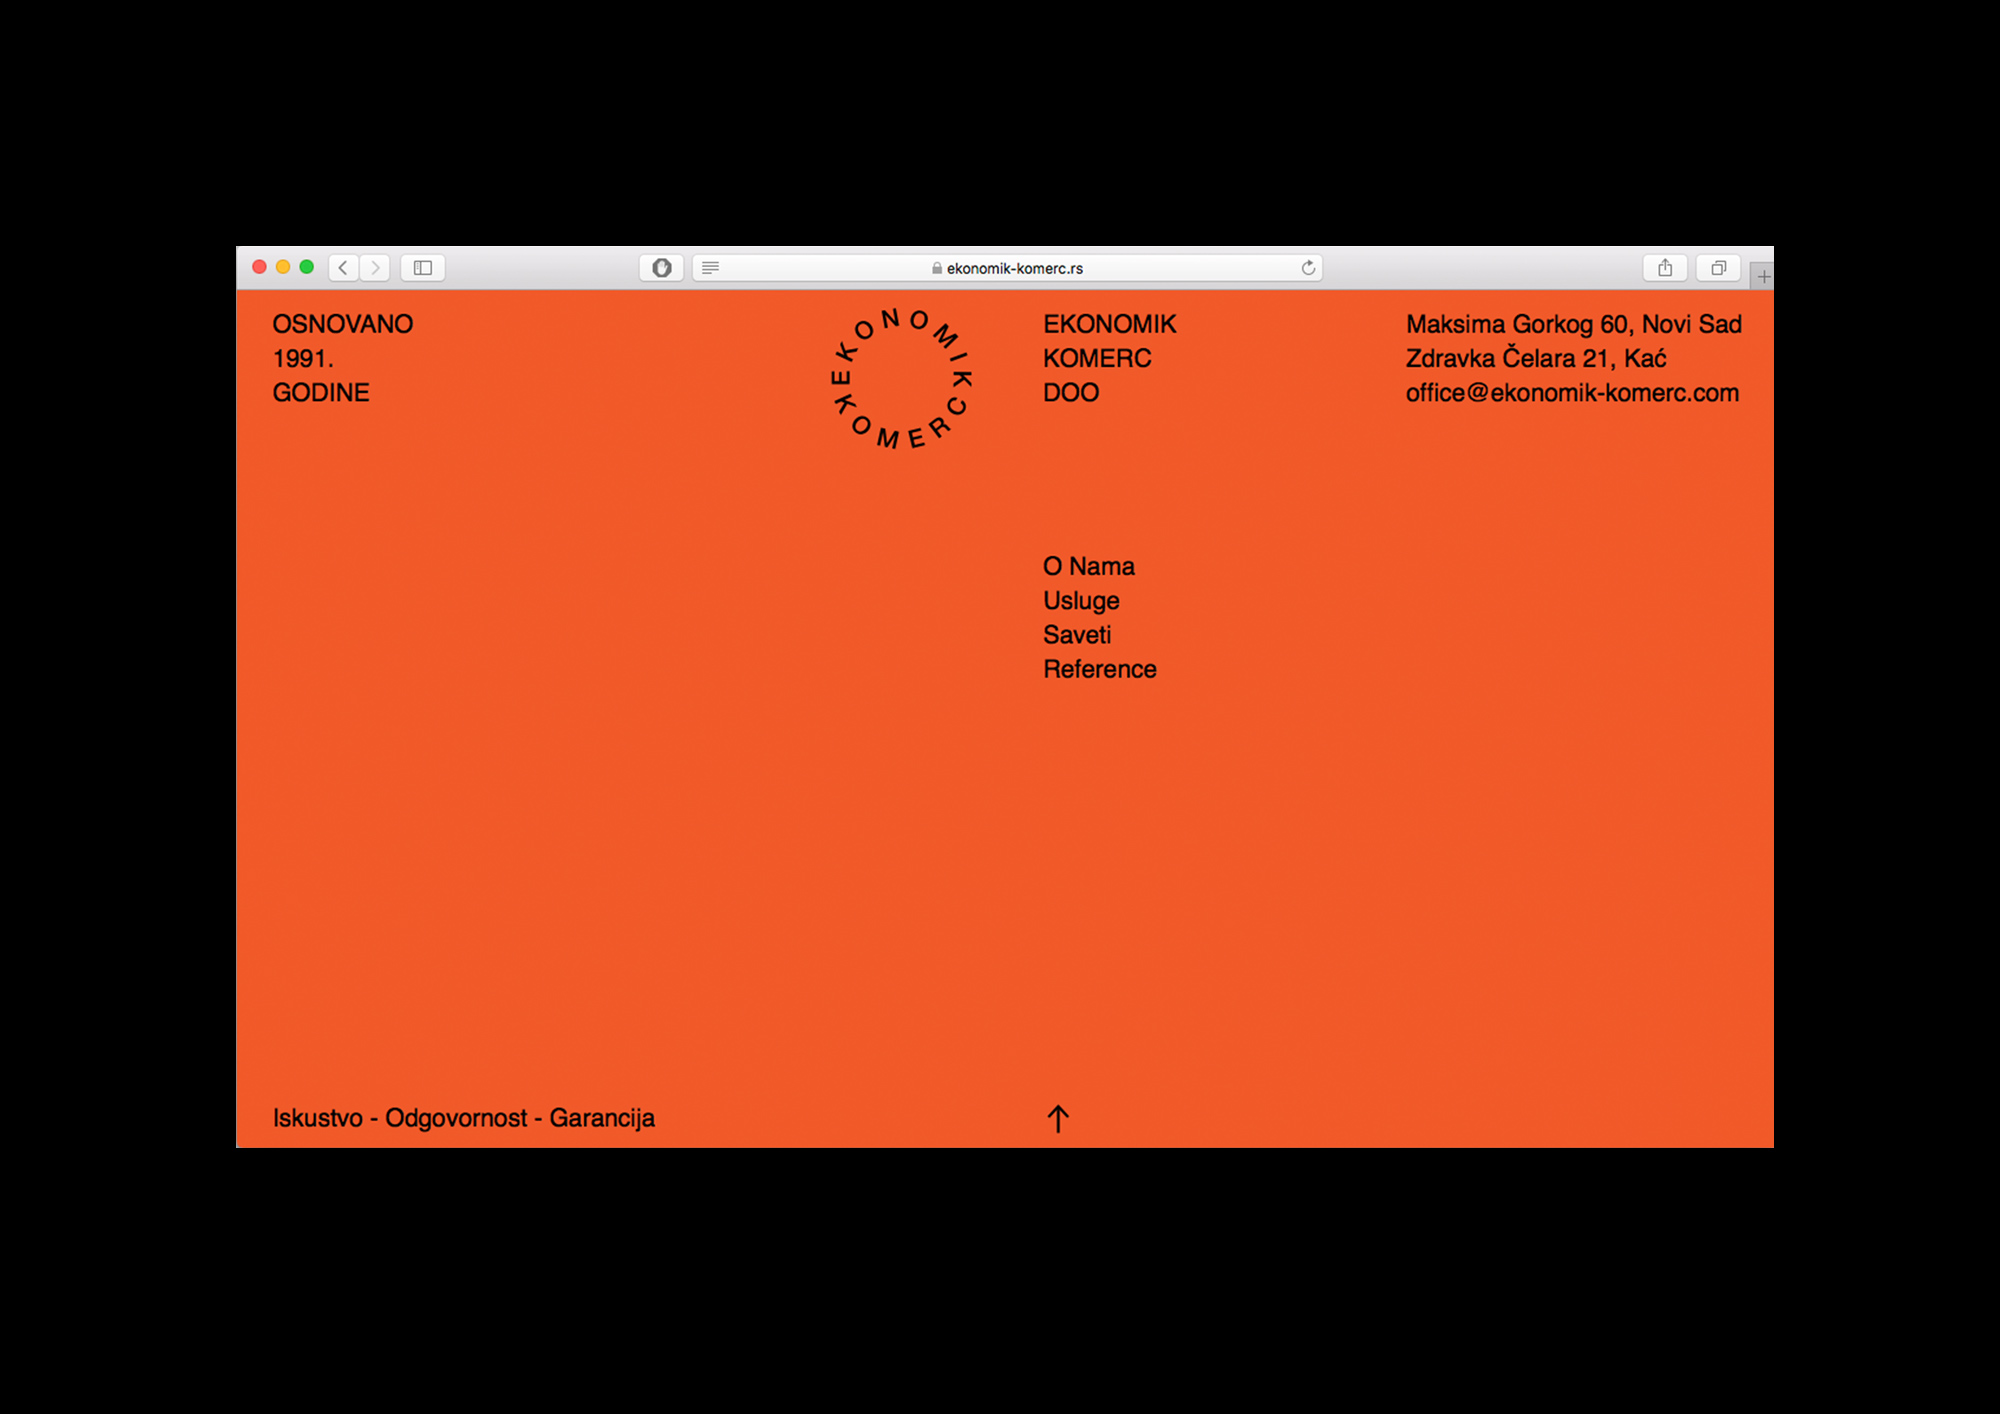 ekonomik-komerc.rs
OSNOVANO
1991.
GODINE
EKONOMIK
KOMERC
EKONOMIK
KOMERC
DOO
Maksima Gorkog 60, Novi Sad
Zdravka Čelara 21, Kać
office@ekonomik-komerc.com
O Nama
Usluge
Saveti
Reference
Iskustvo - Odgovornost - Garancija